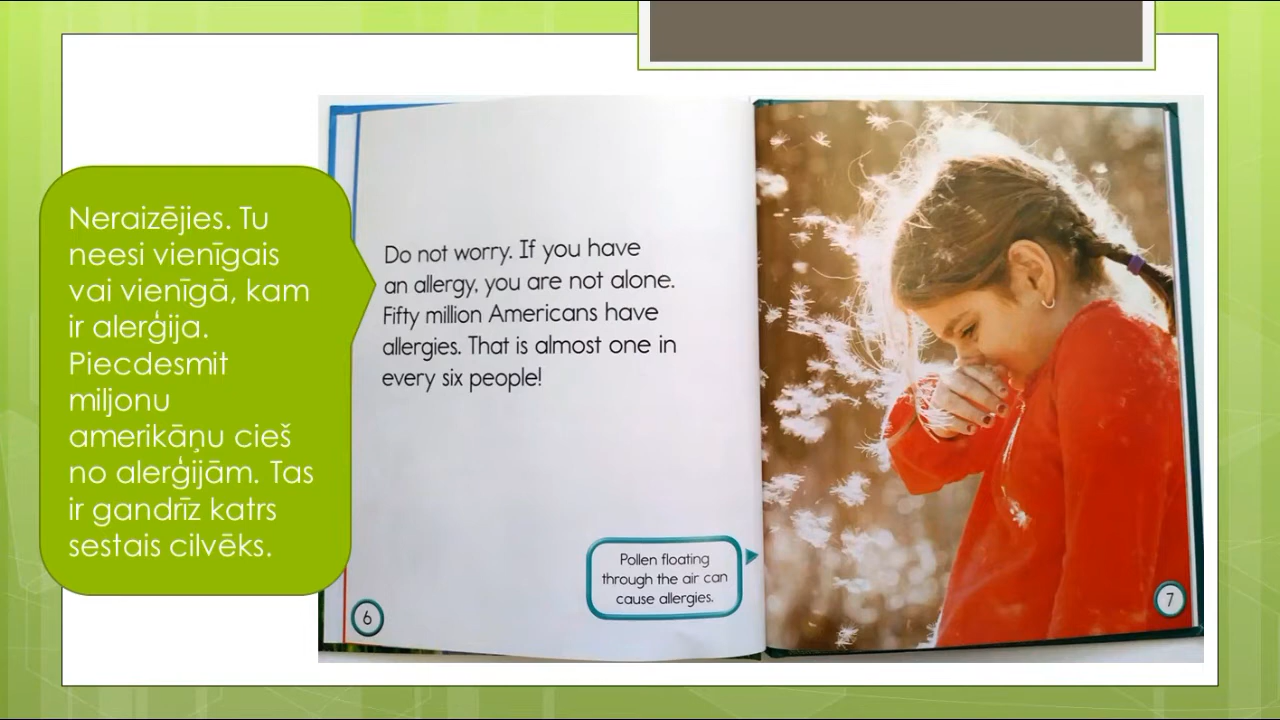 Neraizējies. Tu
neesi vienīgais
vai vienīgā, kam
ir alerģija.
Piecdesmit
miljonu
amerikāņu cieš
no alerģijām. Tas
ir gandrīz katrs
sestais cilvēks.
Do not worry. If you have
an allergy, you are not alone.
Fifty million Americans have
allergies. That is almost one in
every six people!
Pollen floating
through the air can
cause allergies.
6
7